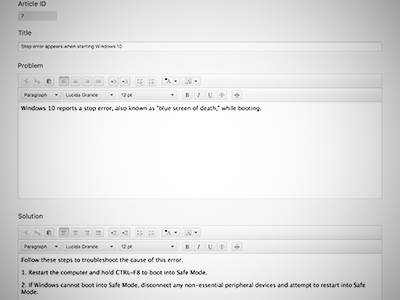 Article ID
7
Title
Stop error appears when starting Windows 10
Problem
Paragraph Lucida Grande 12 pt B I U T
Windows 10 reports a stop error, also known as "blue screen of death," while booting.
Solution
Paragraph Lucida Grande 12 pt B I U T
Follow these steps to troubleshoot the cause of this error.
1. Restart the computer and hold CTRL+F8 to boot into Safe Mode.
2. If Windows cannot boot into Safe Mode, disconnect any non-essential peripheral devices and attempt to restart into Safe
Mode.